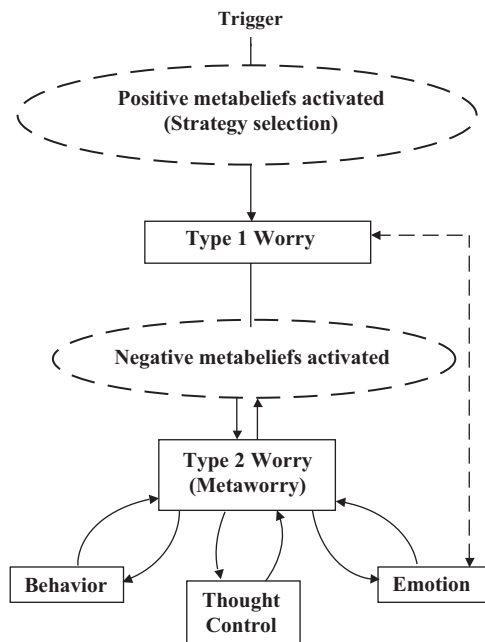 Trigger
Positive metabeliefs activated
(Strategy selection)
Type 1 Worry
Negative metabeliefs activated
Type 2 Worry
(Metaworry)
Behavior
Thought
Control
Emotion